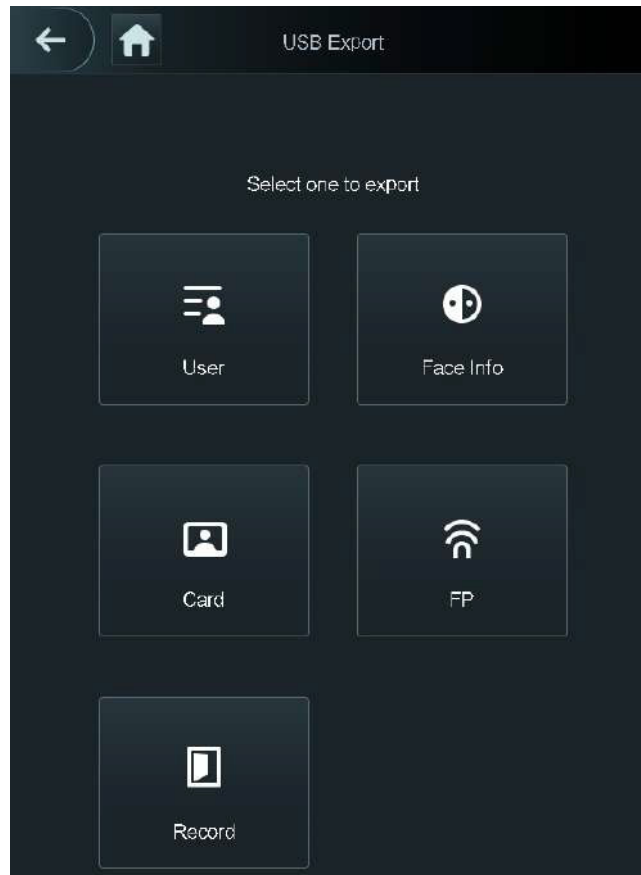 USB Export
Select one to export
User
Face Info
Card
FP
Record